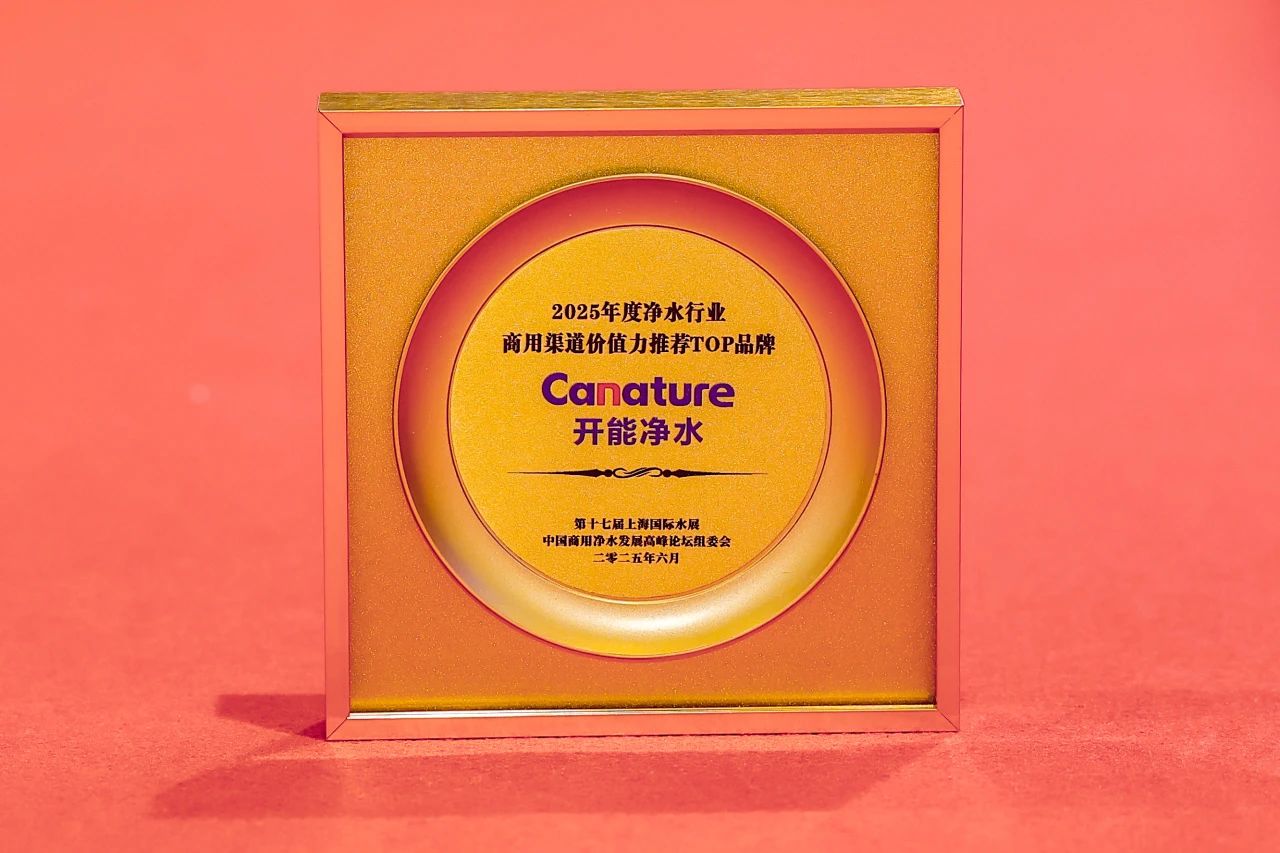 2025年度净水行业
商用渠道价值力推荐TOP品牌
Canature
开能净水
第十七届上海国际水展
中国商用净水发展高峰论坛组委会
二零二五年六月